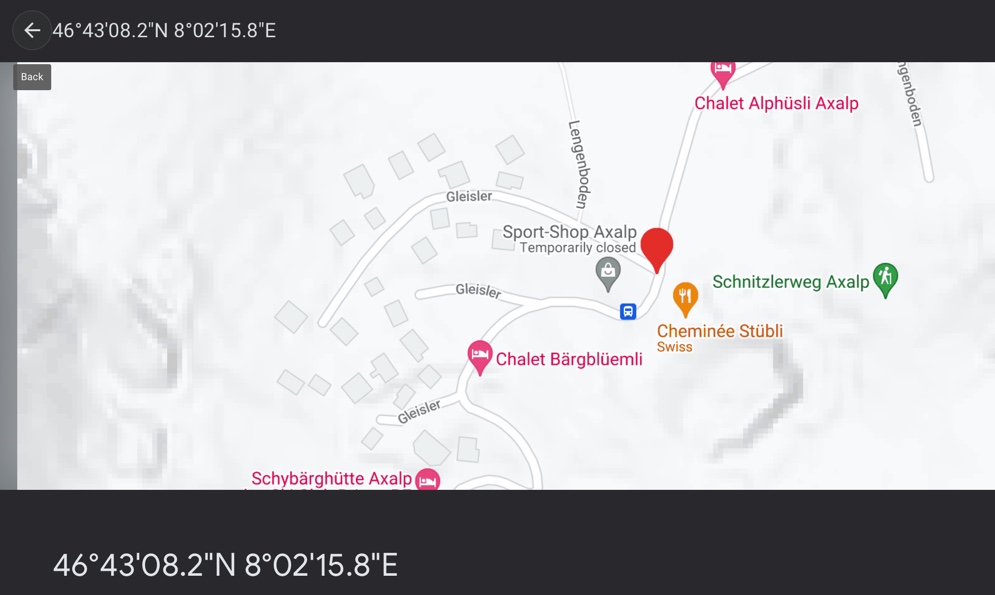 46°43'08.2"N 8°02'15.8"E
Back
Chalet Alphüsli Axalp
Lengenboden
ngenboden
Gleisler
Sport-Shop Axalp
Temporarily closed
Schnitzlerweg Axalp
Gleisler
Cheminée Stübli
Swiss
Chalet Bärgblüemli
Gleisler
Schybärghütte Axalp
46°43'08.2"N 8°02'15.8"E